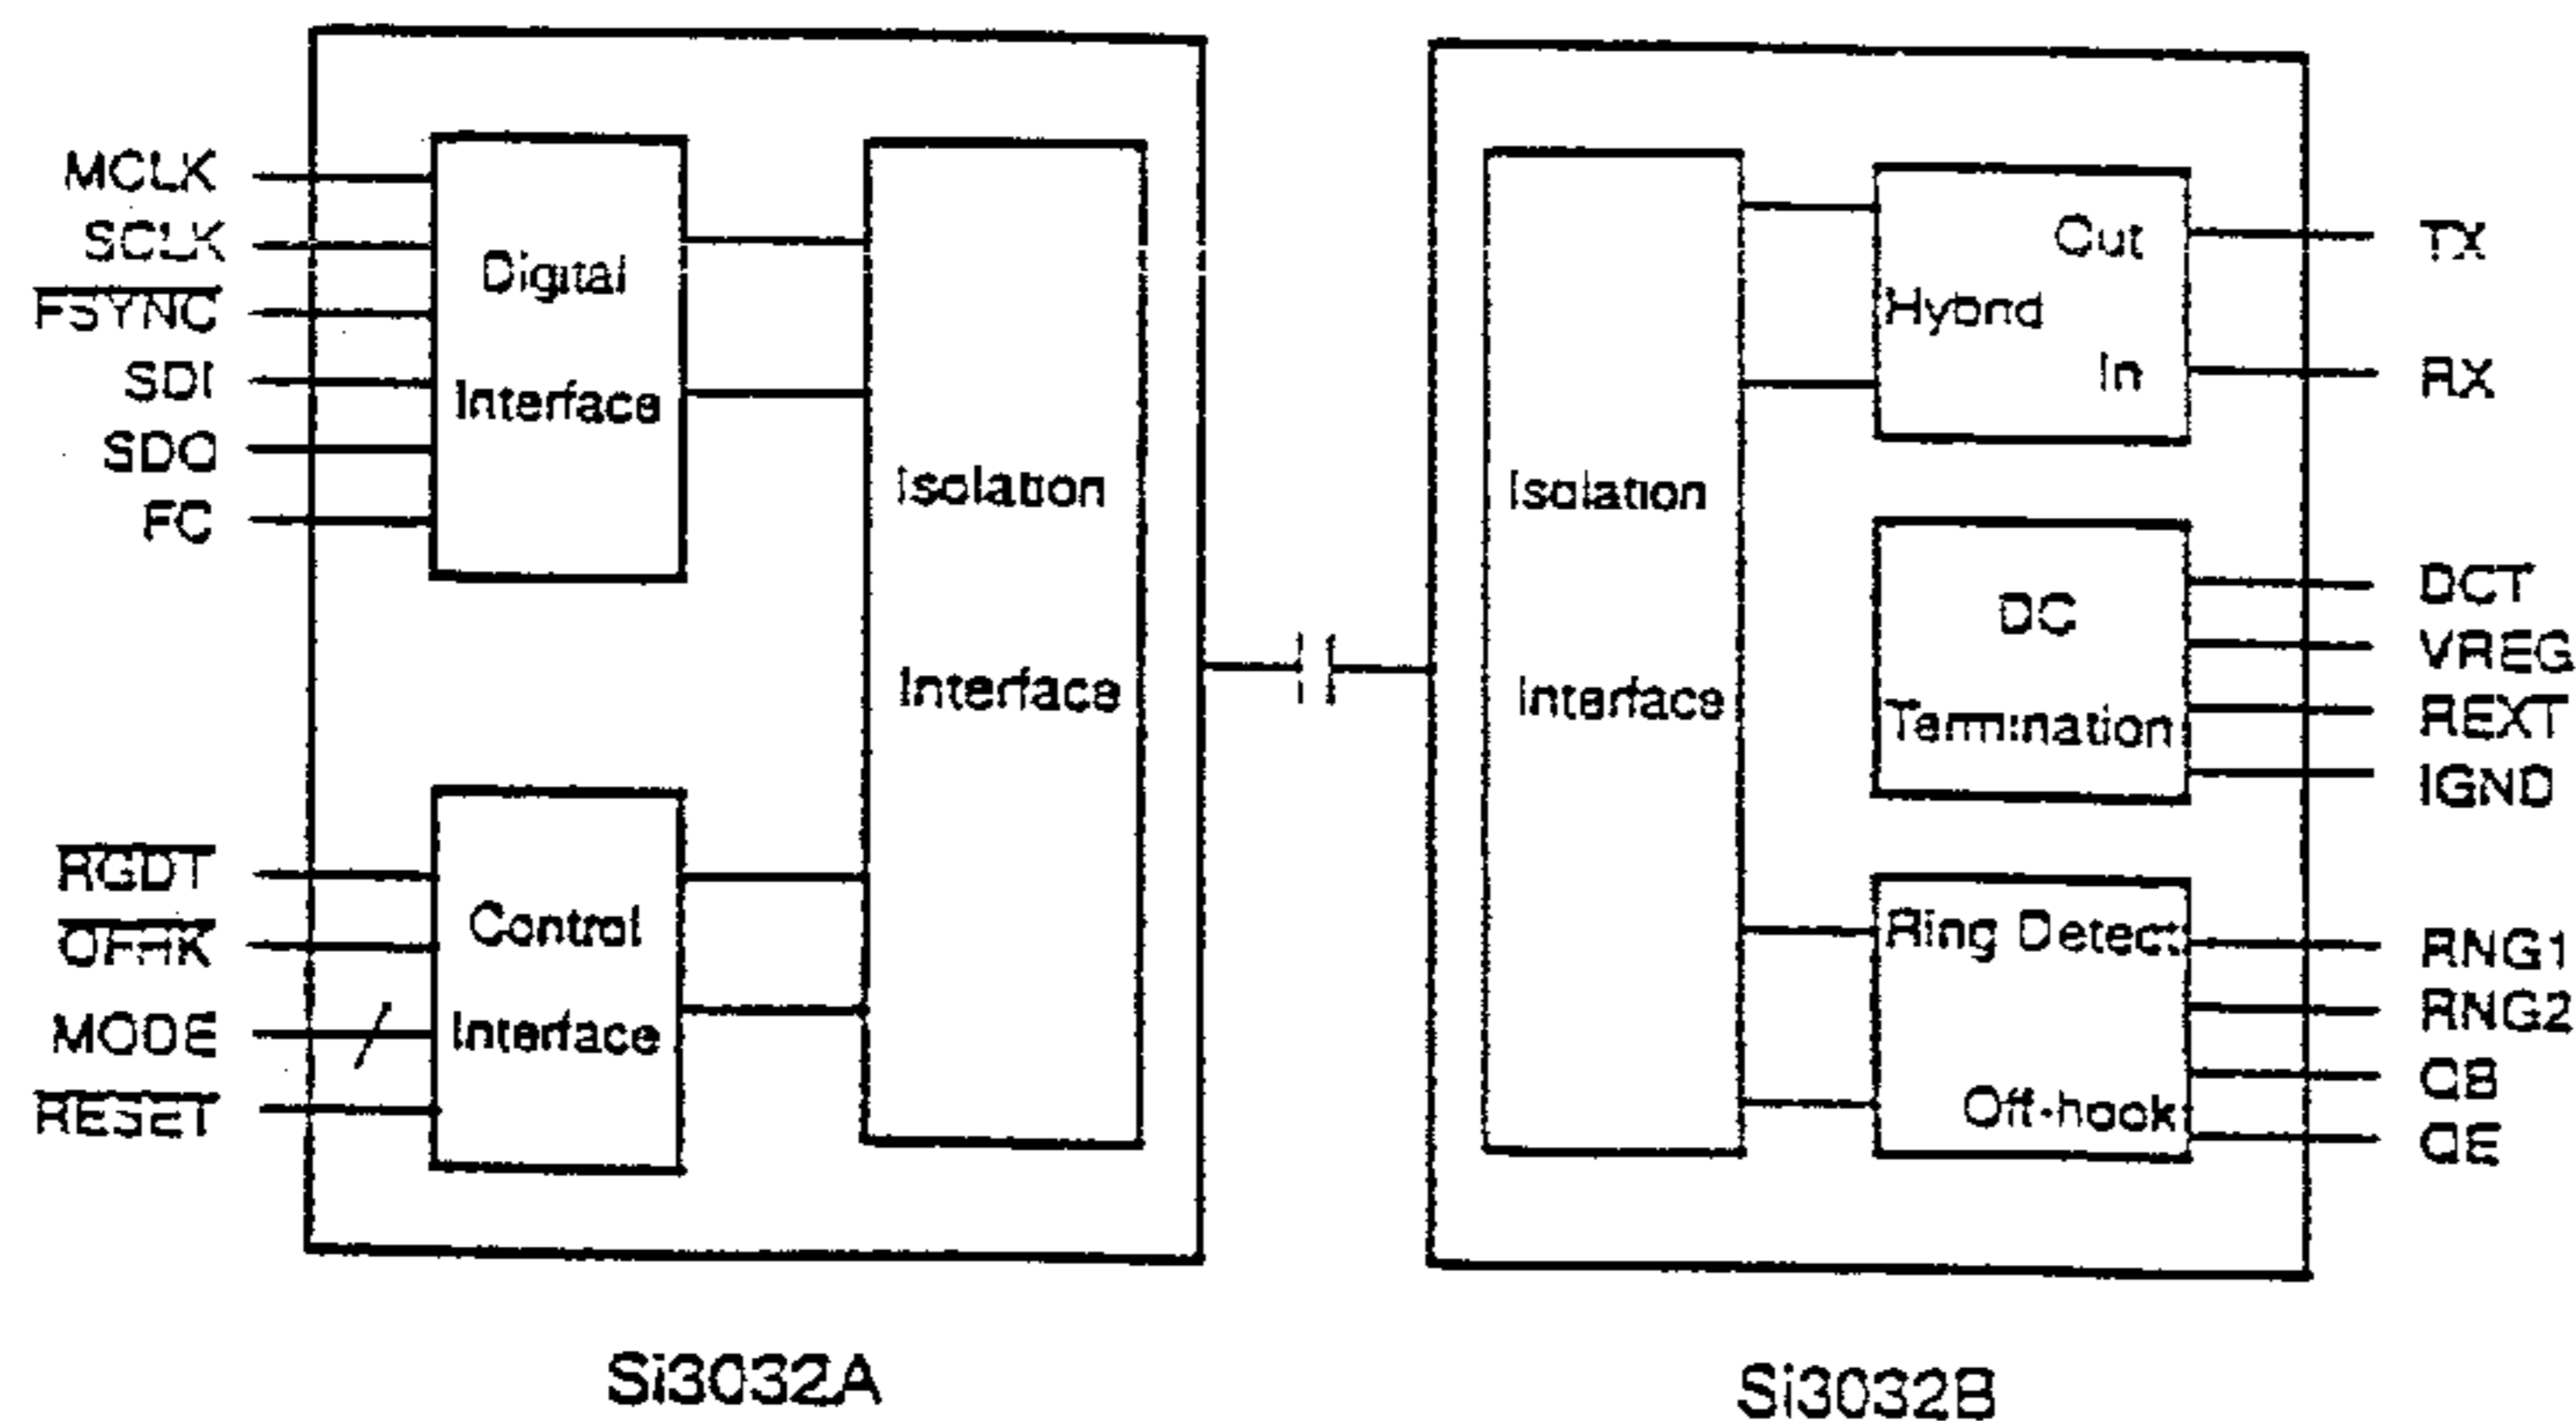 MCLK
SCLK
FSYNC
SDI
SDO
FC
Digital
Interface
RGDT
OFHK
MODE
RESET
Control
Interface
Isolation
Interface
Si3032A
Isolation
Interface
Out
Hybrid
In
TX
RX
DC
Termination
DCT
VREG
REXT
IGND
Ring Detect
Off-hook
RNG1
RNG2
QB
QE
Si3032B